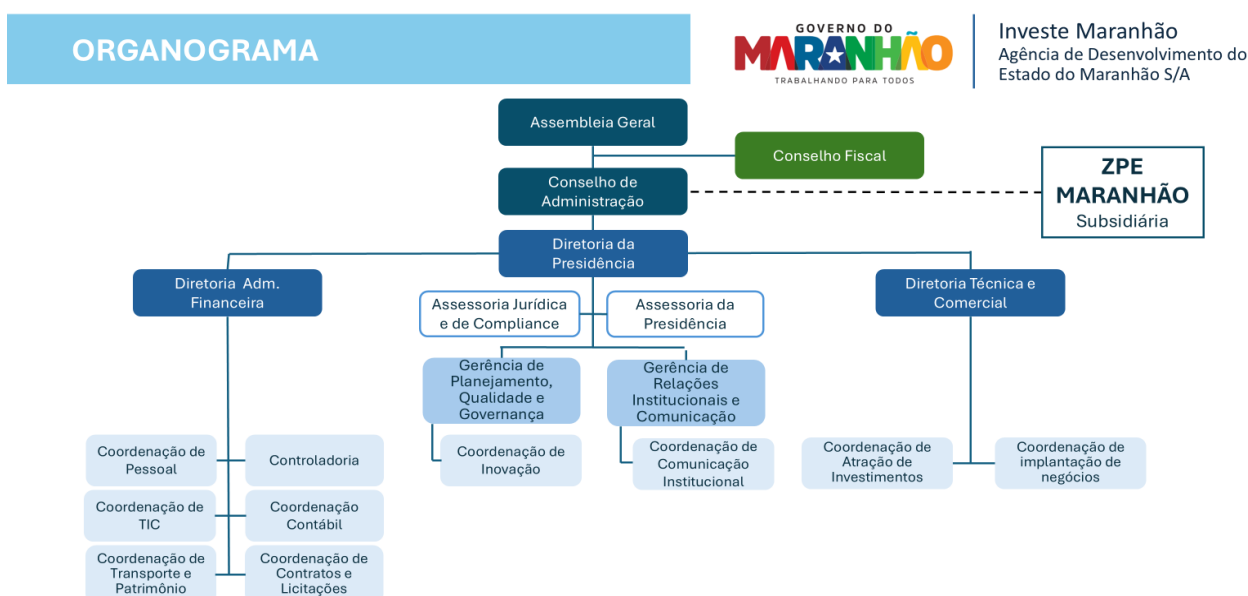 ORGANOGRAMA
GOVERNO DO
MARANHÃO
TRABALHANDO PARA TODOS
Investe Maranhão
Agência de Desenvolvimento do
Estado do Maranhão S/A
Assembleia Geral
Conselho Fiscal
Conselho de
Administração
ZPE
MARANHÃO
Subsidiária
Diretoria da
Presidência
Diretoria Adm.
Financeira
Diretoria Técnica e
Comercial
Assessoria Jurídica
e de Compliance
Assessoria da
Presidência
Gerência de
Planejamento,
Qualidade e
Governança
Gerência de
Relações
Institucionais e
Comunicação
Coordenação de
Pessoal
Controladoria
Coordenação de
Inovação
Coordenação de
Comunicação
Institucional
Coordenação de
Atração de
Investimentos
Coordenação de
implantação de
negócios
Coordenação de
TIC
Coordenação
Contábil
Coordenação de
Transporte e
Patrimônio
Coordenação de
Contratos e
Licitações